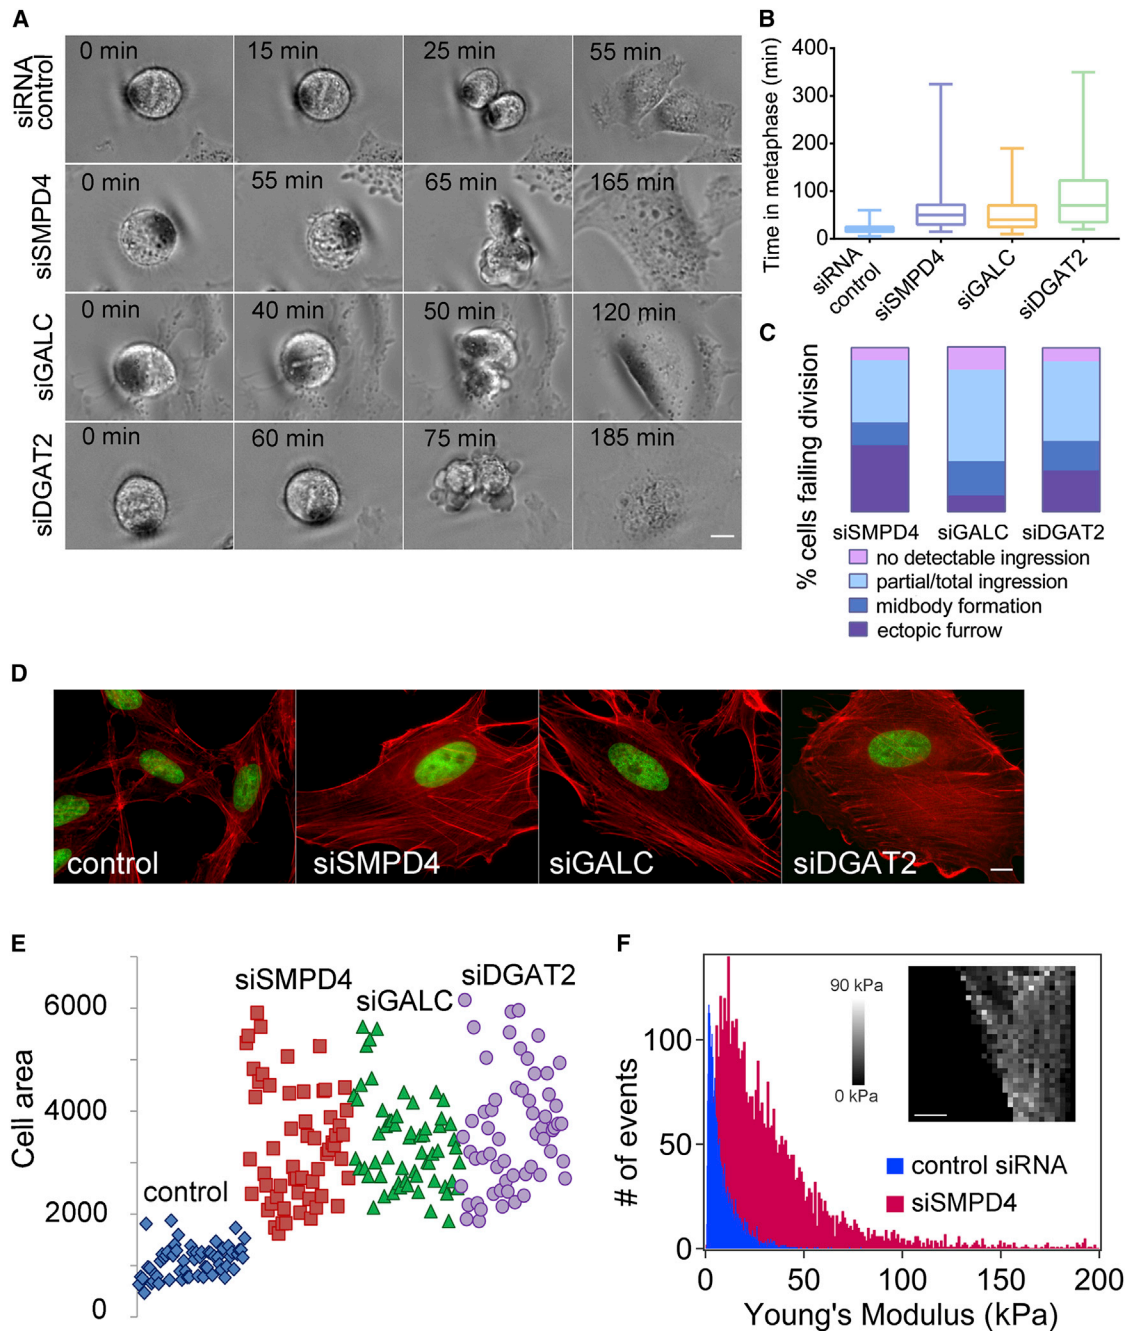 A
siRNA control
0 min
15 min
25 min
55 min
siSMPD4
0 min
55 min
65 min
165 min
siGALC
0 min
40 min
50 min
120 min
siDGAT2
0 min
60 min
75 min
185 min
B
Time in metaphase (min)
400
300
200
100
0
siRNA control
siSMPD4
siGALC
siDGAT2
C
% cells failing division
siSMPD4
siGALC
siDGAT2
no detectable ingression
partial/total ingression
midbody formation
ectopic furrow
D
control
siSMPD4
siGALC
siDGAT2
E
Cell area
6000
4000
2000
0
control
siSMPD4
siGALC
siDGAT2
F
# of events
100
50
0
90 kPa
0 kPa
control siRNA
siSMPD4
0
50
100
150
200
Young's Modulus (kPa)